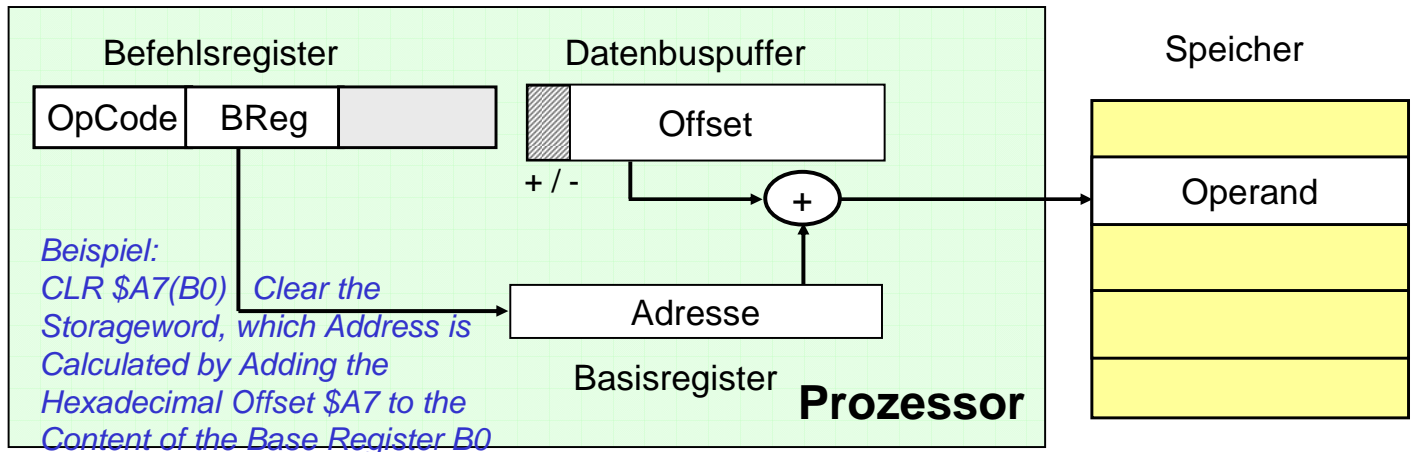 Befehlsregister
Datenbuspuffer
Speicher
OpCode
BReg
Offset
+ / -
+
Operand
Beispiel:
CLR $A7(B0) Clear the
Storageword, which Address is
Calculated by Adding the
Hexadecimal Offset $A7 to the
Content of the Base Register B0
Adresse
Basisregister
Prozessor